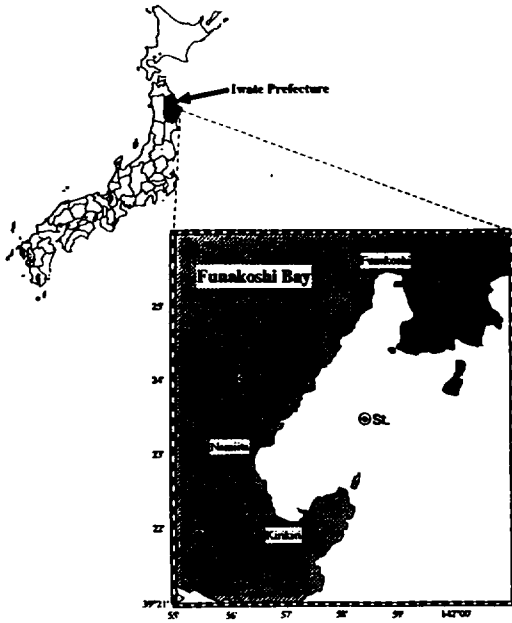 Iwate Prefecture
Funakoshi
Funakoshi Bay
25'
24'
St.
23'
Kirikiri
22'
39°21'
55' 56' 57' 58' 59' 142°00'